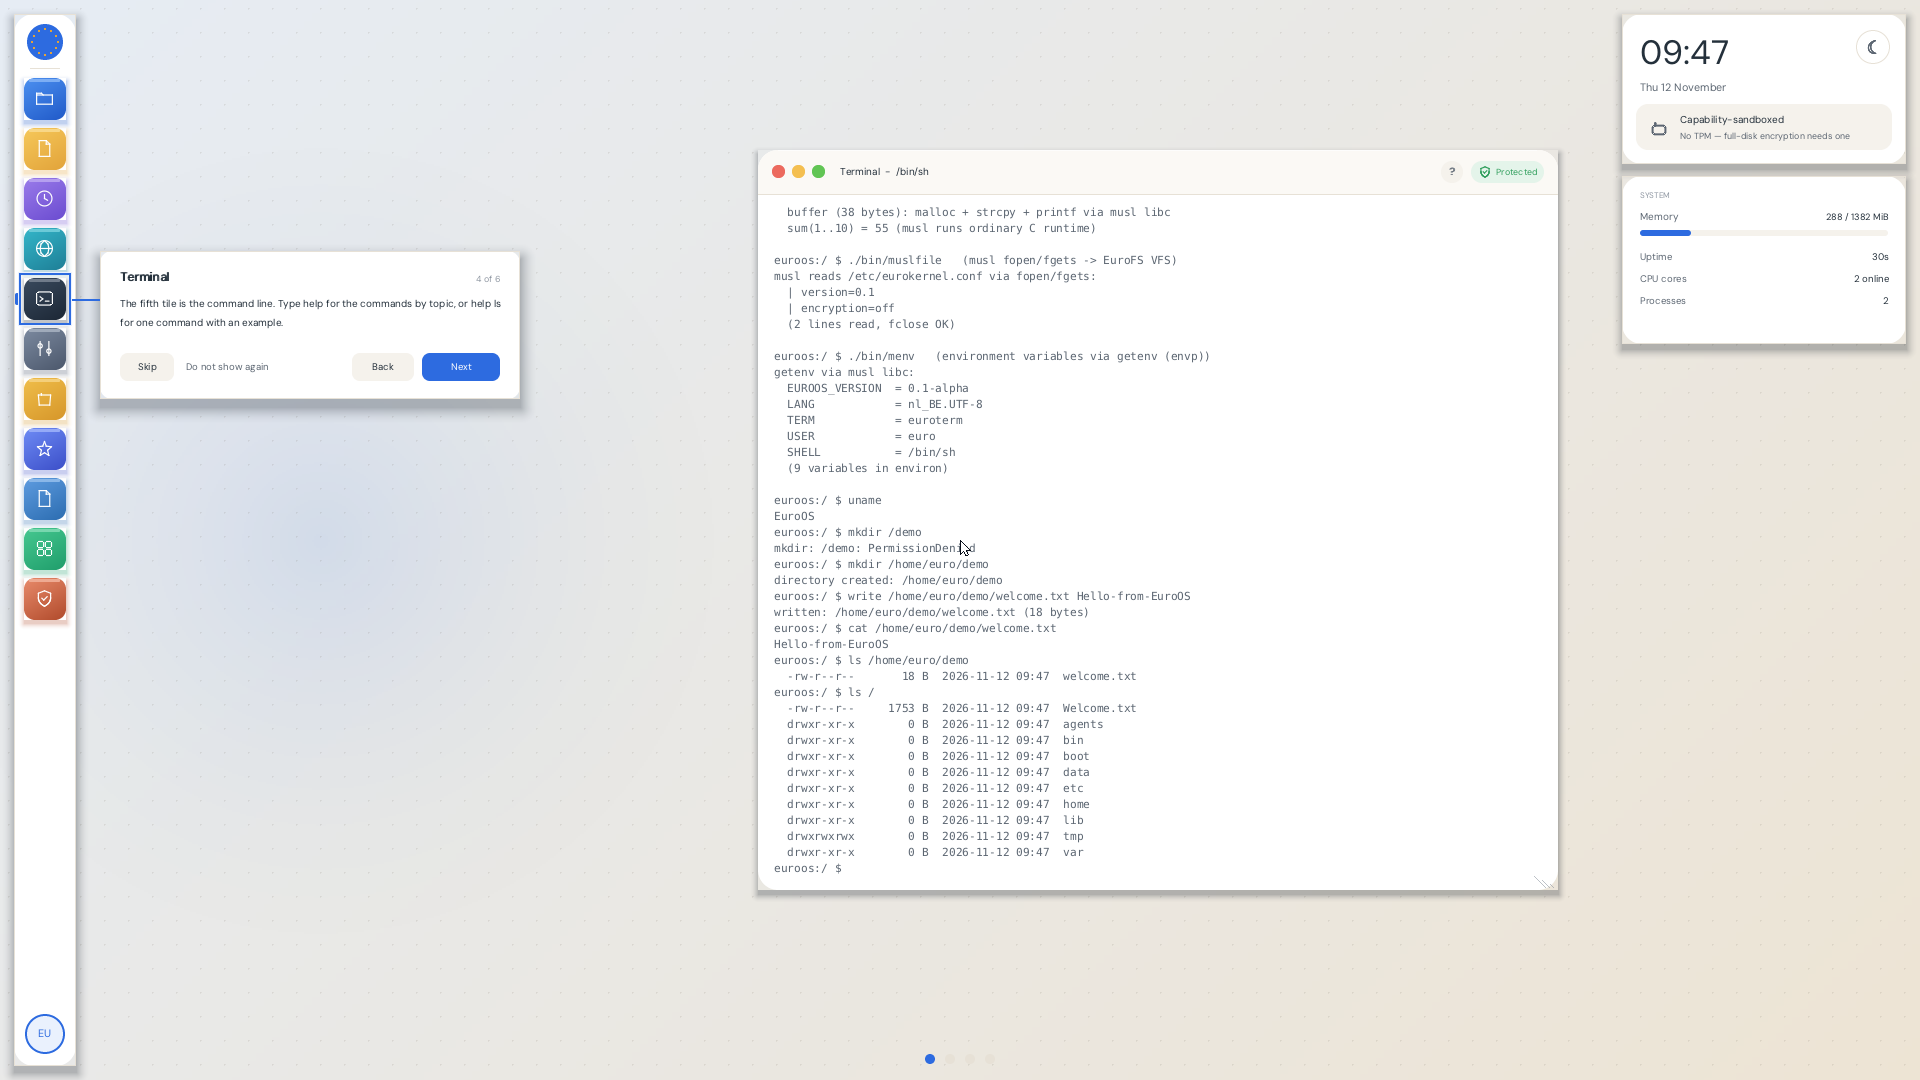 Terminal
4 of 6
The fifth tile is the command line. Type help for the commands by topic, or help ls
for one command with an example.
Skip
Do not show again
Back
Next
EU
Terminal - /bin/sh
?
Protected
buffer (38 bytes): malloc + strcpy + printf via musl libc
sum(1..10) = 55 (musl runs ordinary C runtime)
euroos:/ $ ./bin/muslfile   (musl fopen/fgets -> EuroFS VFS)
musl reads /etc/eurokernel.conf via fopen/fgets:
| version=0.1
| encryption=off
(2 lines read, fclose OK)
euroos:/ $ ./bin/menv   (environment variables via getenv (envp))
getenv via musl libc:
EUROOS_VERSION  = 0.1-alpha
LANG            = nl_BE.UTF-8
TERM            = euroterm
USER            = euro
SHELL           = /bin/sh
(9 variables in environ)
euroos:/ $ uname
EuroOS
euroos:/ $ mkdir /demo
mkdir: /demo: PermissionDenied
euroos:/ $ mkdir /home/euro/demo
directory created: /home/euro/demo
euroos:/ $ write /home/euro/demo/welcome.txt Hello-from-EuroOS
written: /home/euro/demo/welcome.txt (18 bytes)
euroos:/ $ cat /home/euro/demo/welcome.txt
Hello-from-EuroOS
euroos:/ $ ls /home/euro/demo
-rw-r--r--       18 B  2026-11-12 09:47  welcome.txt
euroos:/ $ ls /
-rw-r--r--     1753 B  2026-11-12 09:47  Welcome.txt
drwxr-xr-x        0 B  2026-11-12 09:47  agents
drwxr-xr-x        0 B  2026-11-12 09:47  bin
drwxr-xr-x        0 B  2026-11-12 09:47  boot
drwxr-xr-x        0 B  2026-11-12 09:47  data
drwxr-xr-x        0 B  2026-11-12 09:47  etc
drwxr-xr-x        0 B  2026-11-12 09:47  home
drwxr-xr-x        0 B  2026-11-12 09:47  lib
drwxrwxrwx        0 B  2026-11-12 09:47  tmp
drwxr-xr-x        0 B  2026-11-12 09:47  var
euroos:/ $
09:47
Thu 12 November
Capability-sandboxed
No TPM — full-disk encryption needs one
SYSTEM
Memory 288 / 1382 MiB
Uptime 30s
CPU cores 2 online
Processes 2